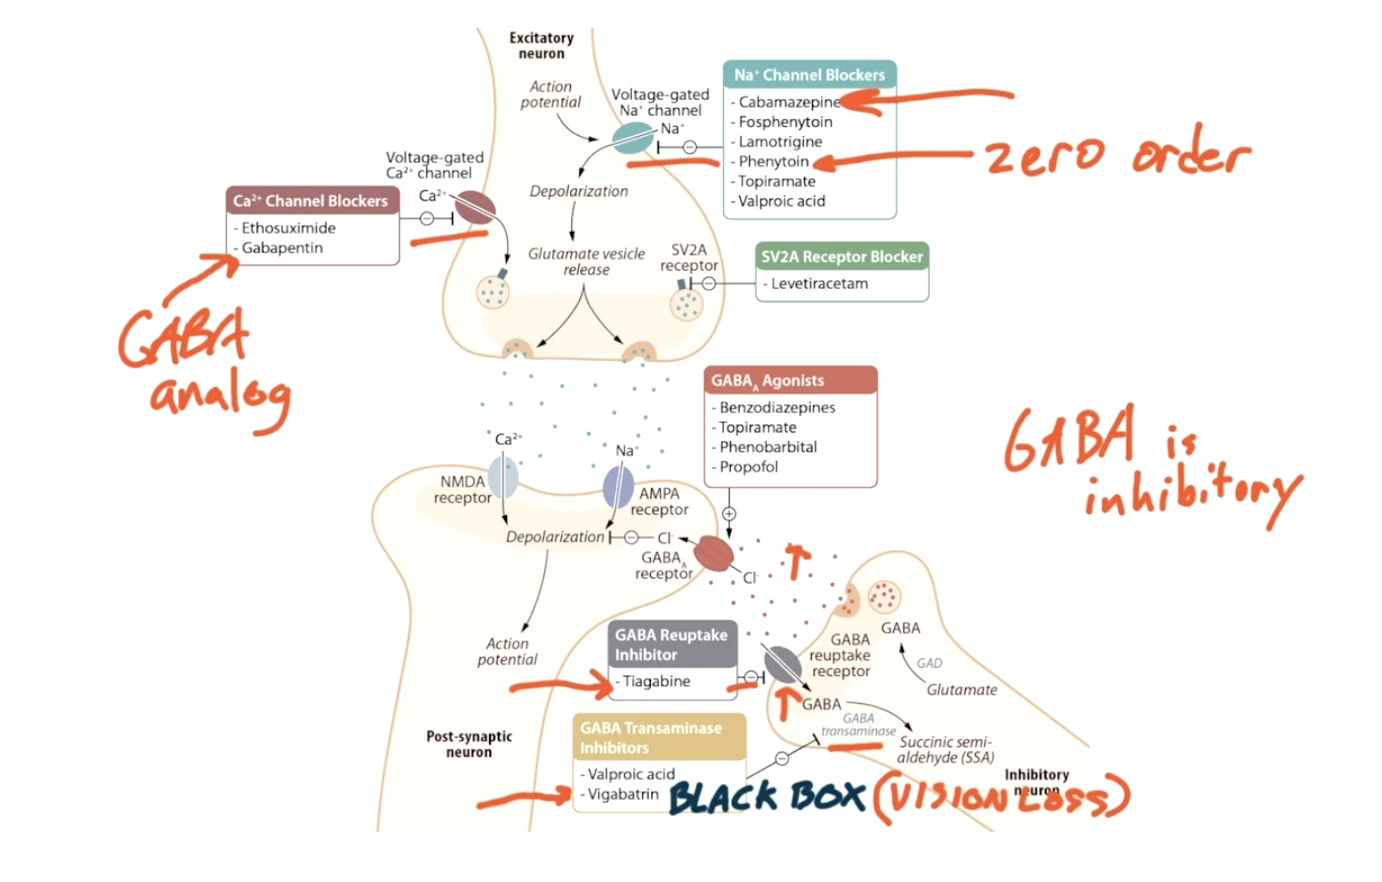 Excitatory
neuron
Action
potential
Voltage-gated
Na⁺ channel
Na⁺
Na⁺ Channel Blockers
- Cabamazepine
- Fosphenytoin
- Lamotrigine
- Phenytoin
- Topiramate
- Valproic acid
zero order
Voltage-gated
Ca²⁺ channel
Ca²⁺
Ca²⁺ Channel Blockers
- Ethosuximide
- Gabapentin
GABA
analog
Depolarization
Glutamate vesicle
release
SV2A
receptor
SV2A Receptor Blocker
- Levetiracetam
GABA_A Agonists
- Benzodiazepines
- Topiramate
- Phenobarbital
- Propofol
GABA is
inhibitory
Ca²⁺
Na⁺
NMDA
receptor
AMPA
receptor
Depolarization
Cl⁻
GABA_A
receptor
Cl⁻
Action
potential
GABA Reuptake
Inhibitor
- Tiagabine
GABA
reuptake
receptor
GABA
GAD
Glutamate
GABA
GABA
transaminase
Succinic semi-
aldehyde (SSA)
Post-synaptic
neuron
GABA Transaminase
Inhibitors
- Valproic acid
- Vigabatrin
BLACK BOX (VISION LOSS)
Inhibitory
neuron